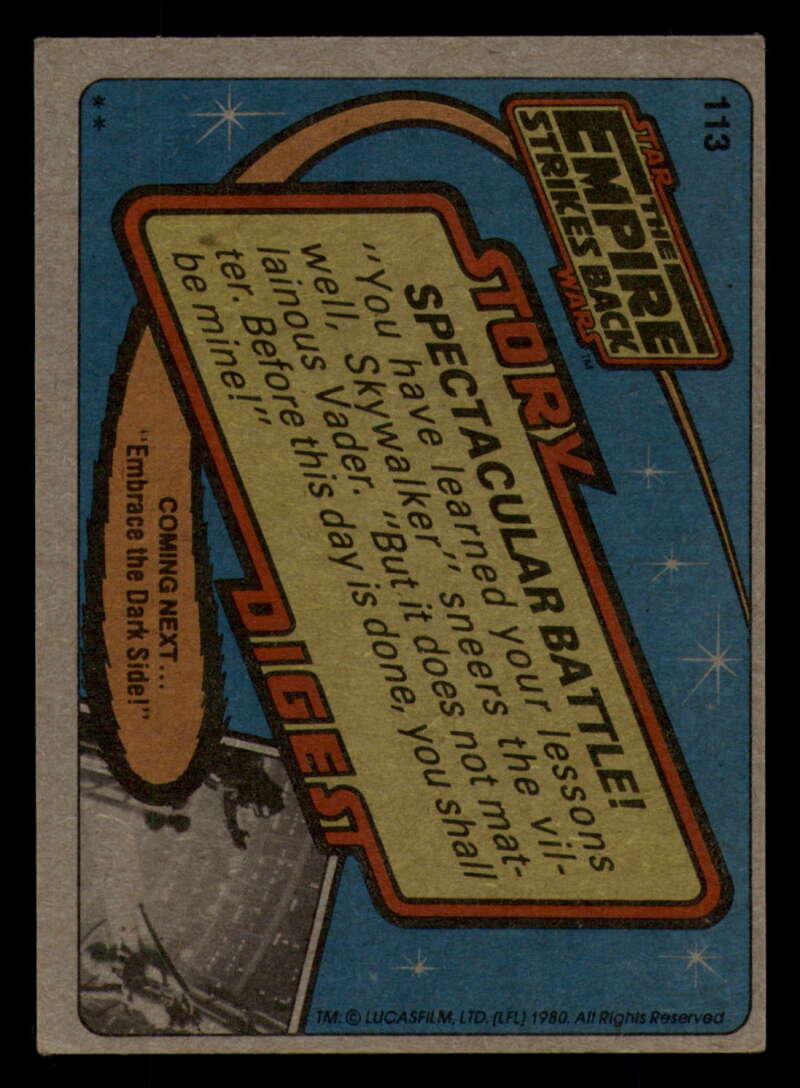 113
STAR
THE
EMPIRE
STRIKES BACK
WARS™
STORY
SPECTACULAR BATTLE!
"You have learned your lessons
well, Skywalker," sneers the vil-
lainous Vader. "But it does not mat-
ter. Before this day is done, you shall
be mine!"
DIGEST
COMING NEXT...
"Embrace the Dark Side!"
* *
TM: © LUCASFILM, LTD. (LFL) 1980. All Rights Reserved